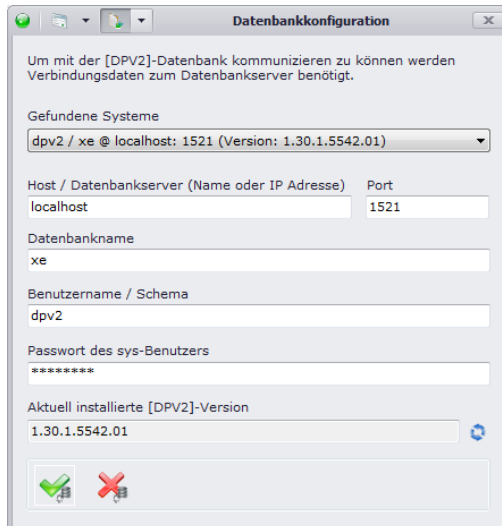 Datenbankkonfiguration
Um mit der [DPV2]-Datenbank kommunizieren zu können werden
Verbindungsdaten zum Datenbankserver benötigt.
Gefundene Systeme
dpv2 / xe @ localhost: 1521 (Version: 1.30.1.5542.01)
Host / Datenbankserver (Name oder IP Adresse) Port
localhost 1521
Datenbankname
xe
Benutzername / Schema
dpv2
Passwort des sys-Benutzers
********
Aktuell installierte [DPV2]-Version
1.30.1.5542.01